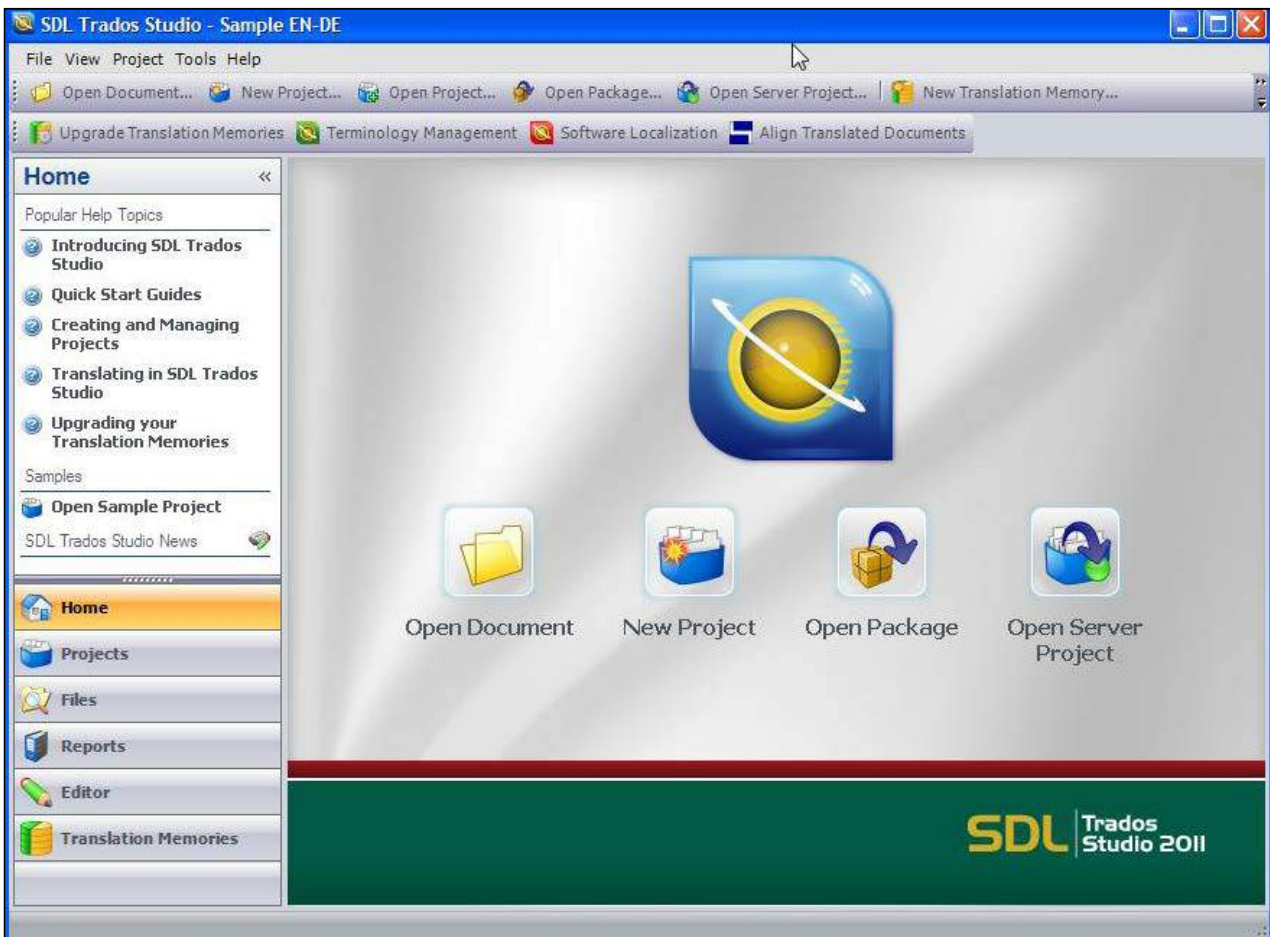 SDL Trados Studio - Sample EN-DE
File View Project Tools Help
Open Document... New Project... Open Project... Open Package... Open Server Project... New Translation Memory...
Upgrade Translation Memories Terminology Management Software Localization Align Translated Documents
Home «
Popular Help Topics
Introducing SDL Trados
Studio
Quick Start Guides
Creating and Managing
Projects
Translating in SDL Trados
Studio
Upgrading your
Translation Memories
Samples
Open Sample Project
SDL Trados Studio News
Home
Projects
Files
Reports
Editor
Translation Memories
Open Document
New Project
Open Package
Open Server
Project
SDL
Trados
Studio 2011